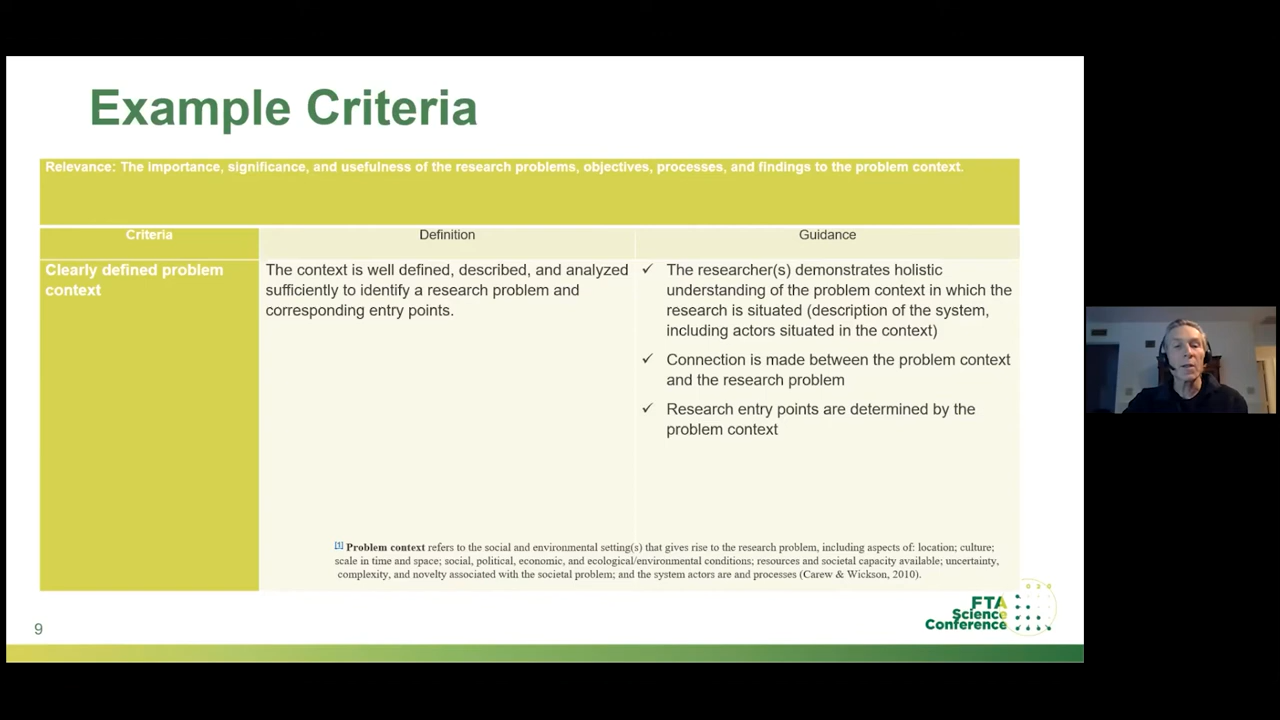 Example Criteria
Relevance: The importance, significance, and usefulness of the research problems, objectives, processes, and findings to the problem context.
Criteria
Definition
Guidance
Clearly defined problem
context
The context is well defined, described, and analyzed
sufficiently to identify a research problem and
corresponding entry points.
✓ The researcher(s) demonstrates holistic
understanding of the problem context in which the
research is situated (description of the system,
including actors situated in the context)
✓ Connection is made between the problem context
and the research problem
✓ Research entry points are determined by the
problem context
[1] Problem context refers to the social and environmental setting(s) that gives rise to the research problem, including aspects of: location; culture;
scale in time and space; social, political, economic, and ecological/environmental conditions; resources and societal capacity available; uncertainty,
complexity, and novelty associated with the societal problem; and the system actors are and processes (Carew & Wickson, 2010).
2020
FTA
Science
Conference
9